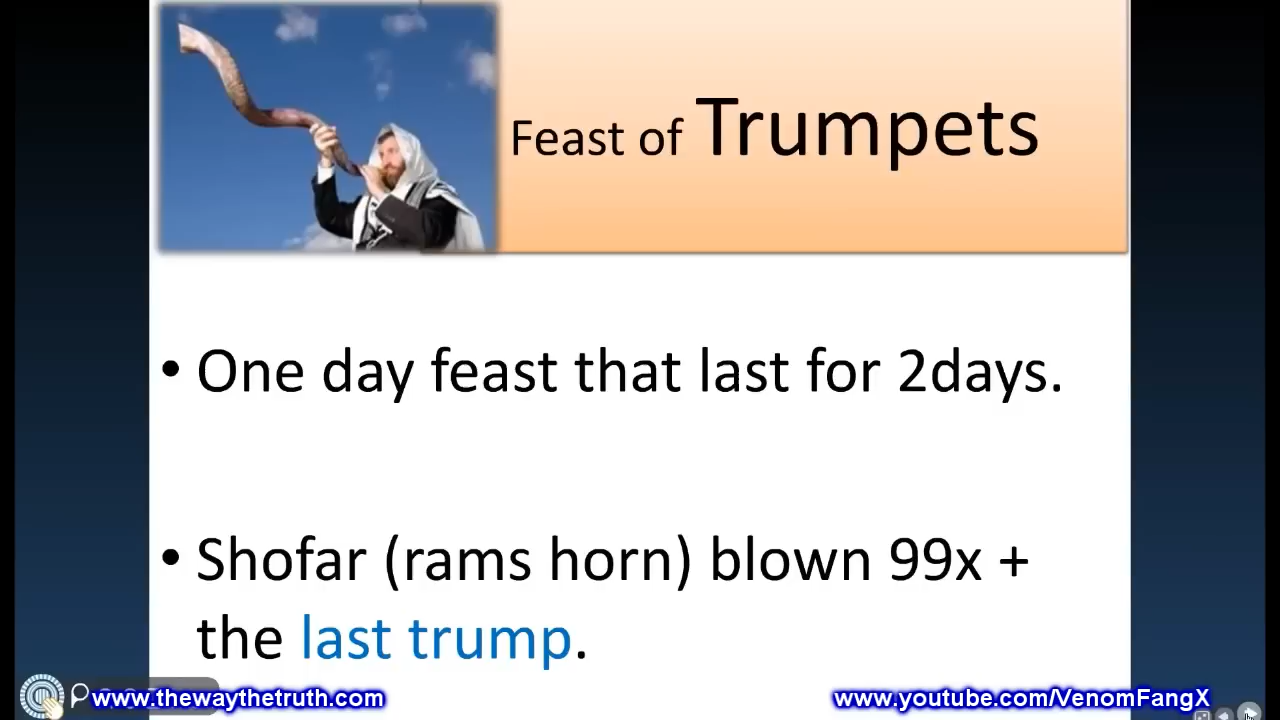 Feast of Trumpets
• One day feast that last for 2days.
• Shofar (rams horn) blown 99x +
the last trump.
www.thewaythetruth.com
www.youtube.com/VenomFangX